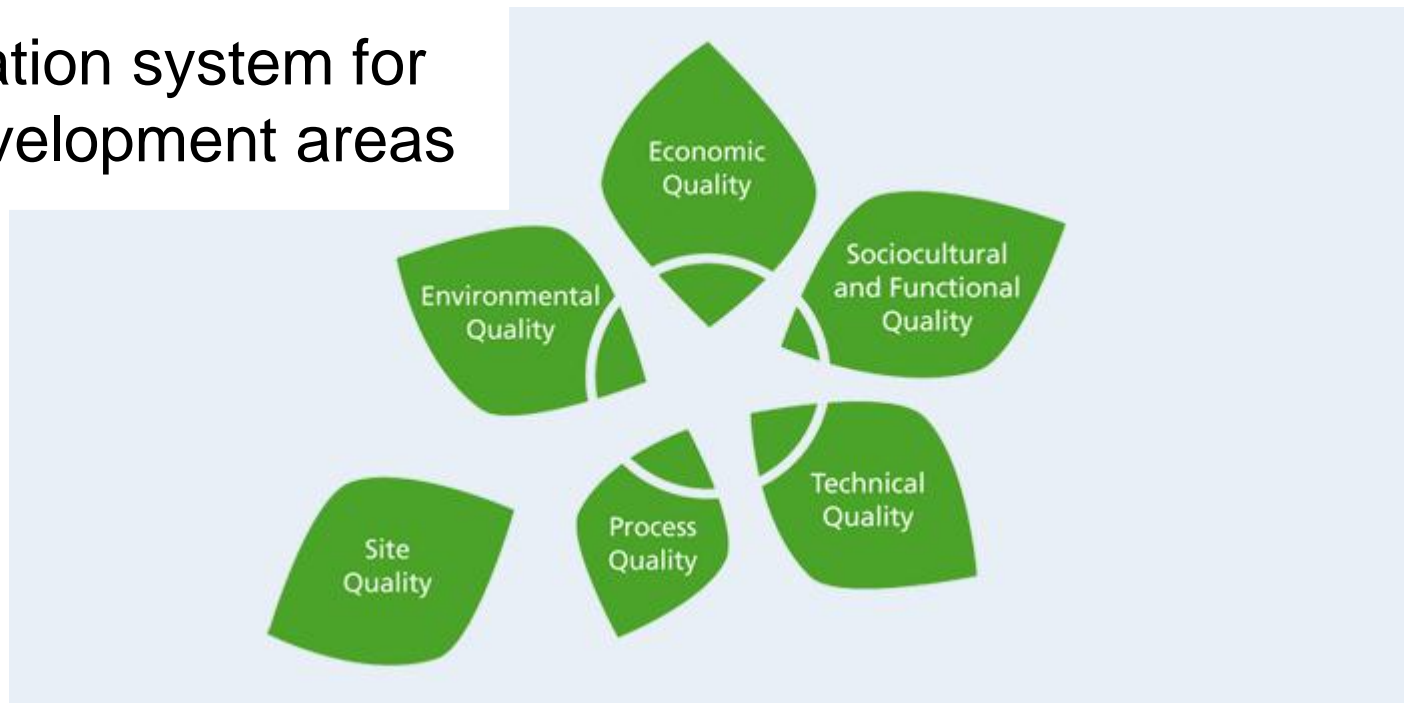 ation system for
velopment areas
Economic
Quality
Sociocultural
and Functional
Quality
Environmental
Quality
Technical
Quality
Process
Quality
Site
Quality